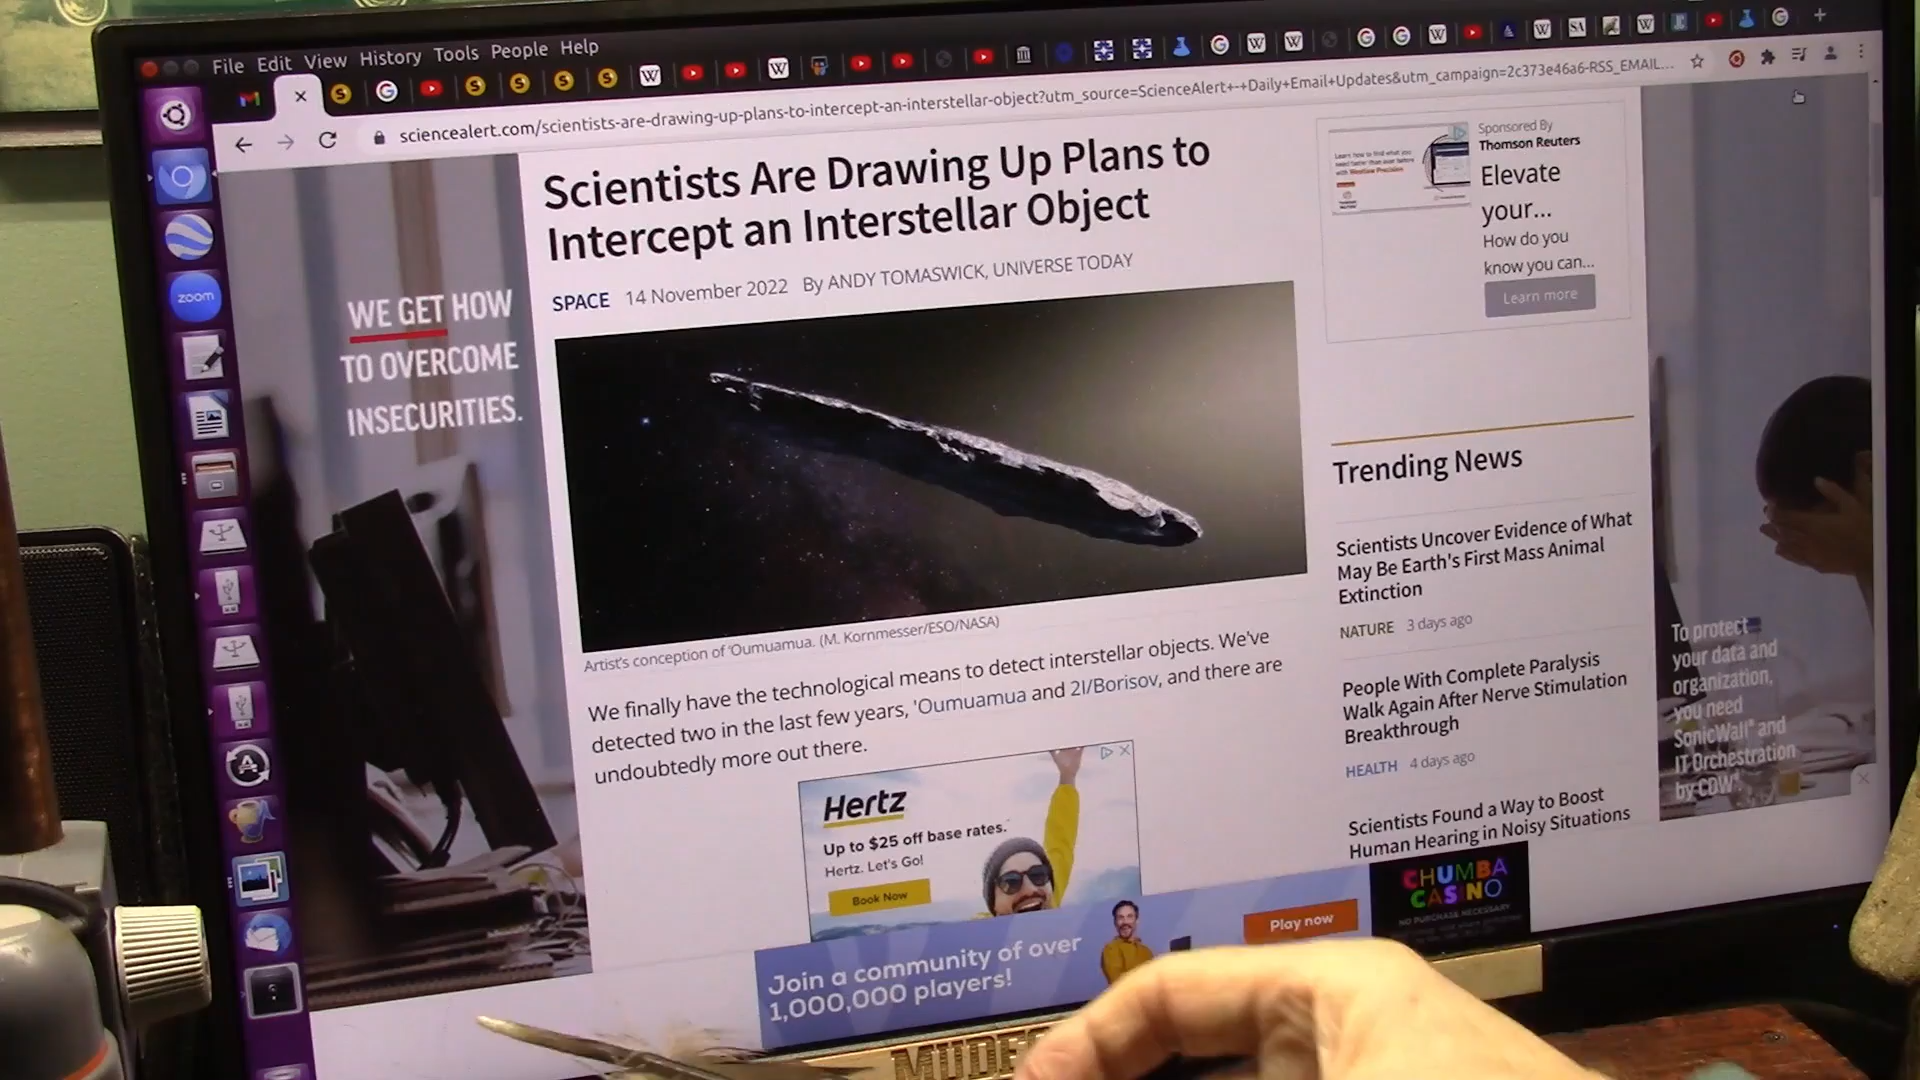 File Edit View History Tools People Help
sciencealert.com/scientists-are-drawing-up-plans-to-intercept-an-interstellar-object?utm_source=ScienceAlert+-+Daily+Email+Updates&utm_campaign=2c373e46a6-RSS_EMAIL...
zoom
WE GET HOW
TO OVERCOME
INSECURITIES.
Scientists Are Drawing Up Plans to
Intercept an Interstellar Object
SPACE 14 November 2022 By ANDY TOMASWICK, UNIVERSE TODAY
Artist's conception of 'Oumuamua. (M. Kornmesser/ESO/NASA)
We finally have the technological means to detect interstellar objects. We've
detected two in the last few years, 'Oumuamua and 2I/Borisov, and there are
undoubtedly more out there.
Hertz
Up to $25 off base rates.
Hertz. Let's Go!
Book Now
Join a community of over
1,000,000 players!
Play now
CHUMBA
CASINO
NO PURCHASE NECESSARY
Sponsored By
Thomson Reuters
Elevate
your...
How do you
know you can...
Learn more
Trending News
Scientists Uncover Evidence of What
May Be Earth's First Mass Animal
Extinction
NATURE 3 days ago
People With Complete Paralysis
Walk Again After Nerve Stimulation
Breakthrough
HEALTH 4 days ago
Scientists Found a Way to Boost
Human Hearing in Noisy Situations
To protect
your data and
organization,
you need
SonicWall® and
IT Orchestration
by CDW®.